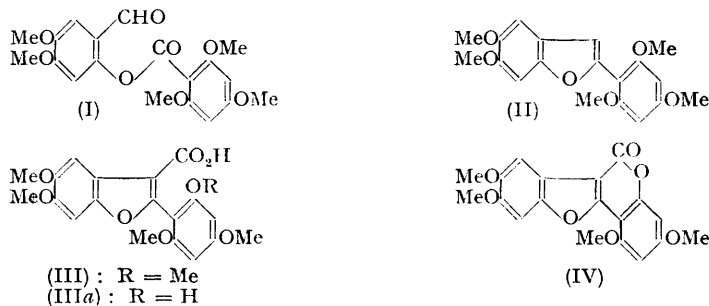 MeO
MeO
CHO
CO
O
OMe
MeO
OMe
(I)
MeO
MeO
O
OMe
MeO
OMe
(II)
MeO
MeO
CO₂H
OR
O
MeO
OMe
(III) : R = Me
(IIIa) : R = H
MeO
MeO
CO
O
O
MeO
OMe
(IV)